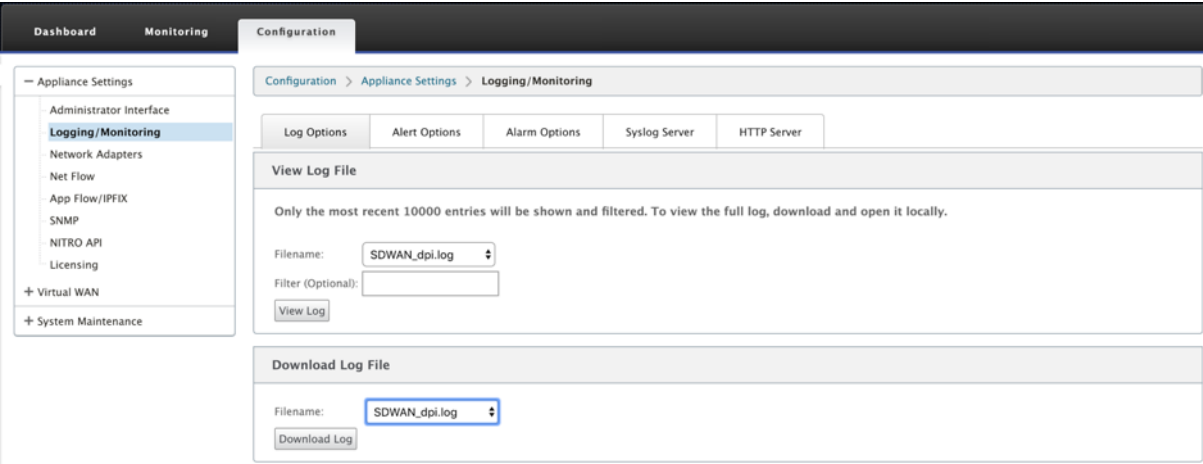 Dashboard Monitoring Configuration
− Appliance Settings
Administrator Interface
Logging/Monitoring
Network Adapters
Net Flow
App Flow/IPFIX
SNMP
NITRO API
Licensing
+ Virtual WAN
+ System Maintenance
Configuration > Appliance Settings > Logging/Monitoring
Log Options Alert Options Alarm Options Syslog Server HTTP Server
View Log File
Only the most recent 10000 entries will be shown and filtered. To view the full log, download and open it locally.
Filename: SDWAN_dpi.log
Filter (Optional):
View Log
Download Log File
Filename: SDWAN_dpi.log
Download Log